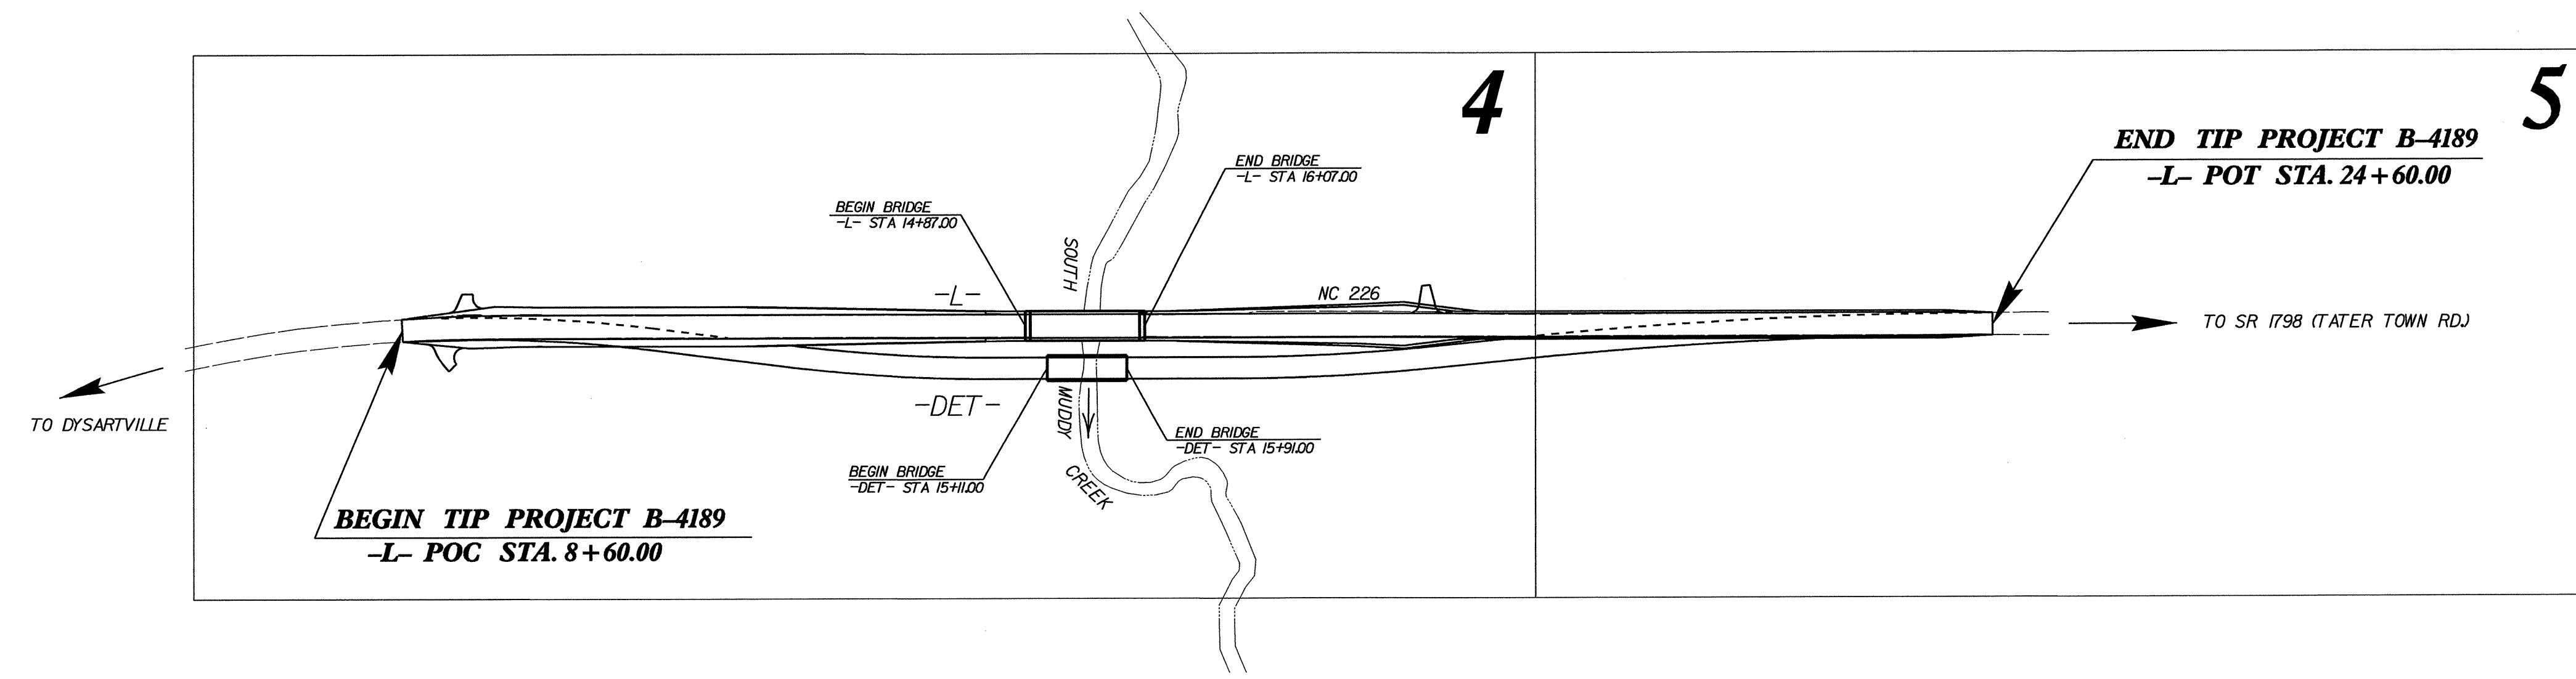 4
5
END TIP PROJECT B-4189
-L- POT STA. 24+60.00
END BRIDGE
-L- STA 16+07.00
BEGIN BRIDGE
-L- STA 14+87.00
SOUTH
-L-
NC 226
TO SR 1798 (TATER TOWN RD.)
-DET-
MUDDY
TO DYSARTVILLE
END BRIDGE
-DET- STA 15+91.00
BEGIN BRIDGE
-DET- STA 15+11.00
CREEK
BEGIN TIP PROJECT B-4189
-L- POC STA. 8+60.00